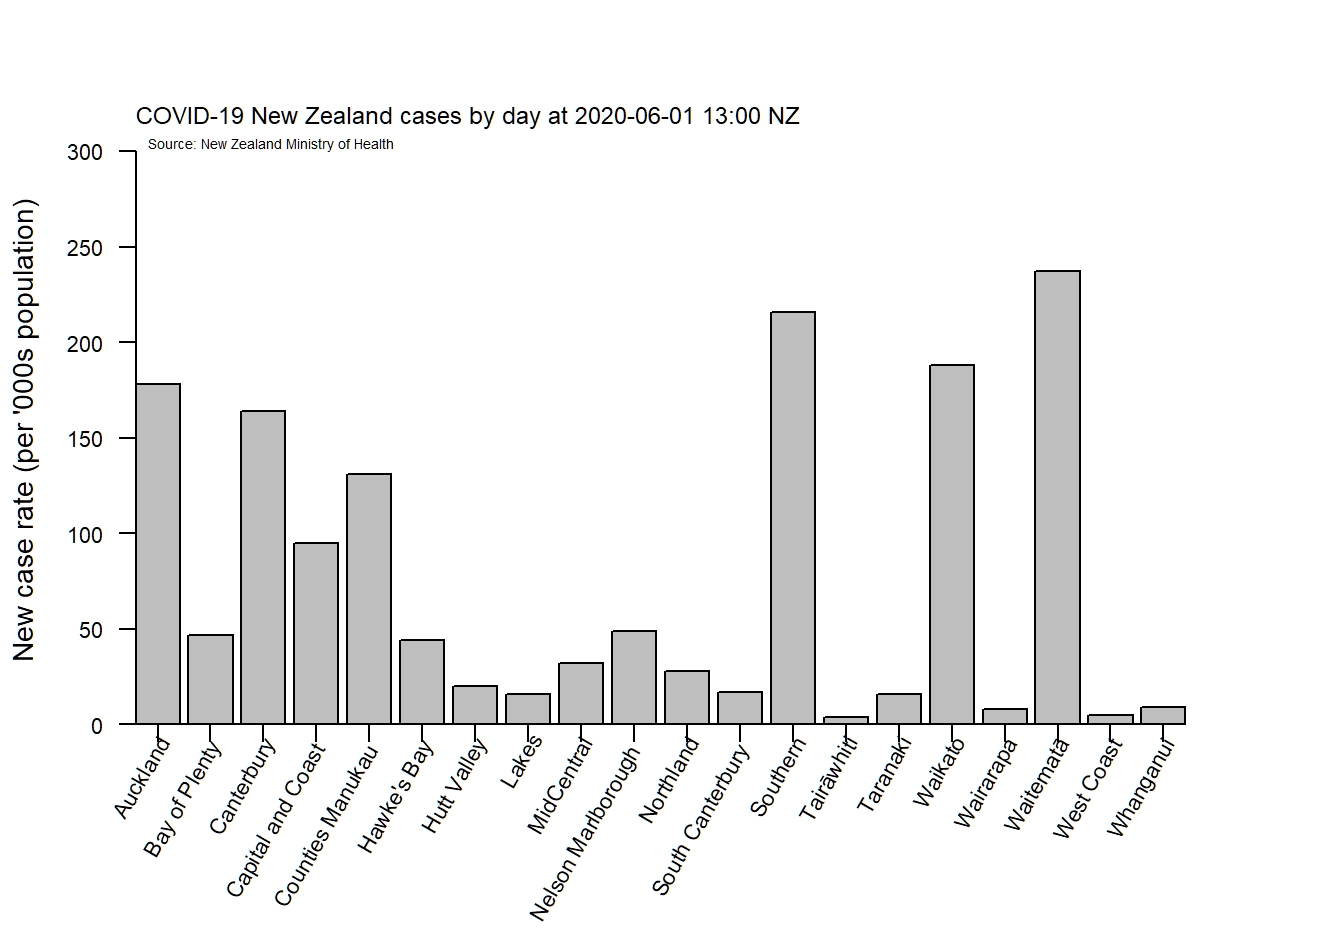 COVID-19 New Zealand cases by day at 2020-06-01 13:00 NZ
Source: New Zealand Ministry of Health
New case rate (per '000s population)
300
250
200
150
100
50
0
Auckland
Bay of Plenty
Canterbury
Capital and Coast
Counties Manukau
Hawke's Bay
Hutt Valley
Lakes
MidCentral
Nelson Marlborough
Northland
South Canterbury
Southern
Tairāwhiti
Taranaki
Waikato
Wairarapa
Waitematā
West Coast
Whanganui